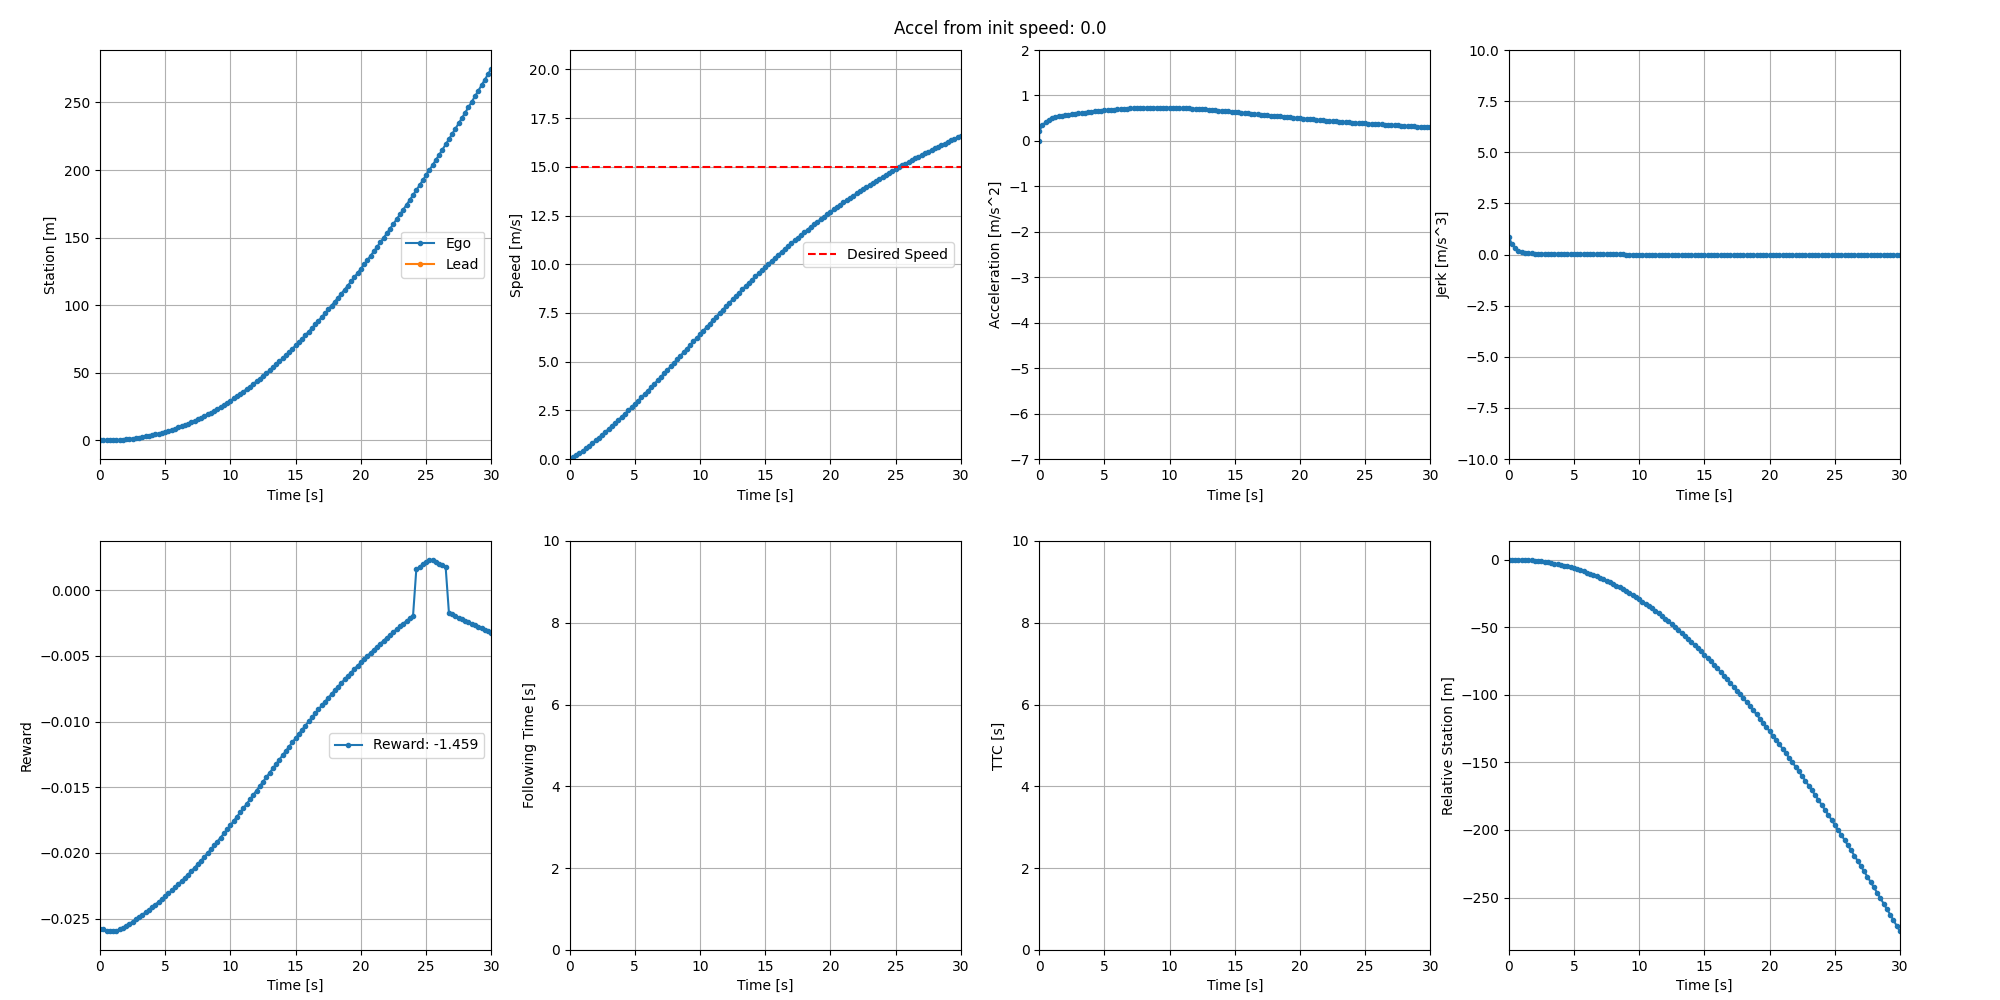 Accel from init speed: 0.0
Station [m]
250
200
150
100
50
0
Ego
Lead
0 5 10 15 20 25 30
Time [s]
Speed [m/s]
20.0
17.5
15.0
12.5
10.0
7.5
5.0
2.5
0.0
Desired Speed
0 5 10 15 20 25 30
Time [s]
Acceleration [m/s^2]
2
1
0
−1
−2
−3
−4
−5
−6
−7
0 5 10 15 20 25 30
Time [s]
Jerk [m/s^3]
10.0
7.5
5.0
2.5
0.0
−2.5
−5.0
−7.5
−10.0
0 5 10 15 20 25 30
Time [s]
Reward
0.000
−0.005
−0.010
−0.015
−0.020
−0.025
Reward: -1.459
0 5 10 15 20 25 30
Time [s]
Following Time [s]
10
8
6
4
2
0
0 5 10 15 20 25 30
Time [s]
TTC [s]
10
8
6
4
2
0
0 5 10 15 20 25 30
Time [s]
Relative Station [m]
0
−50
−100
−150
−200
−250
0 5 10 15 20 25 30
Time [s]